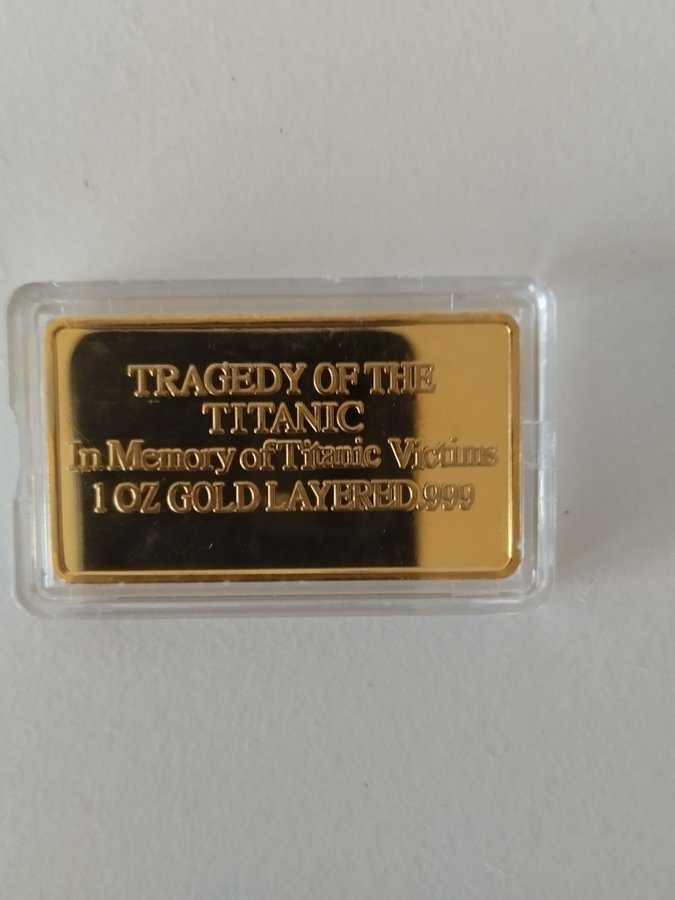 TRAGEDY OF THE
TITANIC
In Memory of Titanic Victims
1 OZ GOLD LAYERED.999